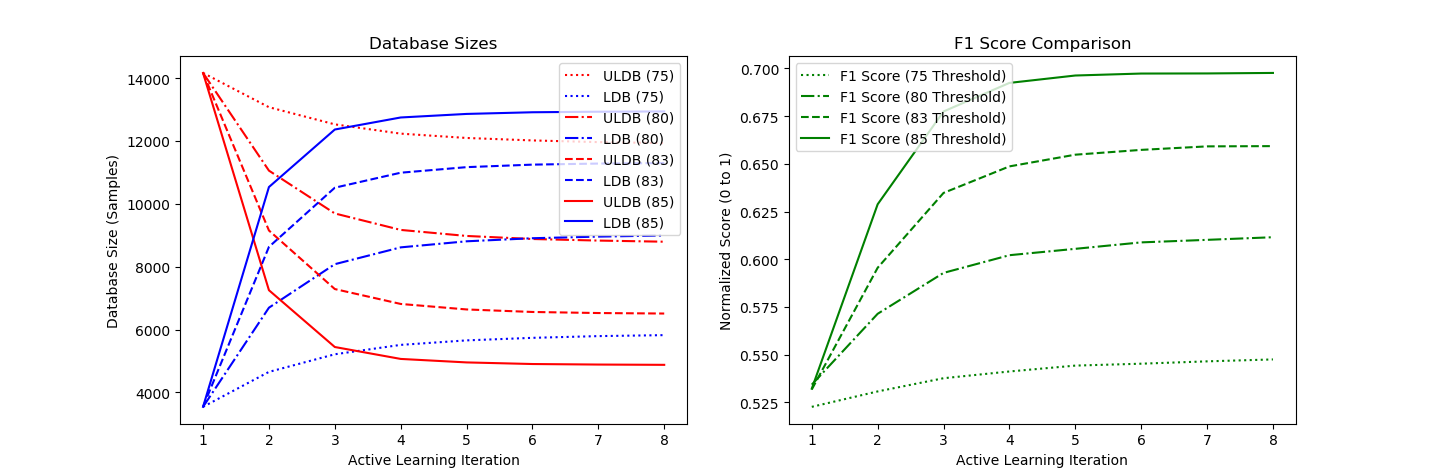 Database Sizes
14000
12000
10000
8000
6000
4000
Database Size (Samples)
ULDB (75)
LDB (75)
ULDB (80)
LDB (80)
ULDB (83)
LDB (83)
ULDB (85)
LDB (85)
1 2 3 4 5 6 7 8
Active Learning Iteration
F1 Score Comparison
0.700
0.675
0.650
0.625
0.600
0.575
0.550
0.525
Normalized Score (0 to 1)
F1 Score (75 Threshold)
F1 Score (80 Threshold)
F1 Score (83 Threshold)
F1 Score (85 Threshold)
1 2 3 4 5 6 7 8
Active Learning Iteration